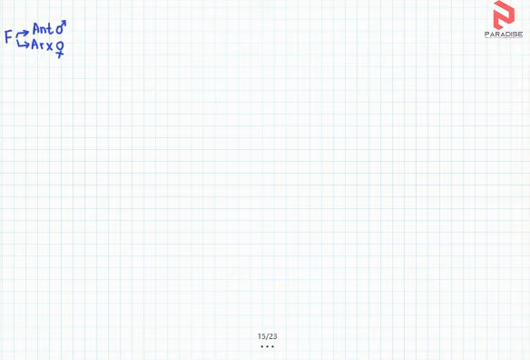 F → Ant ♂
→ Arx ♀
PARADISE
15/23